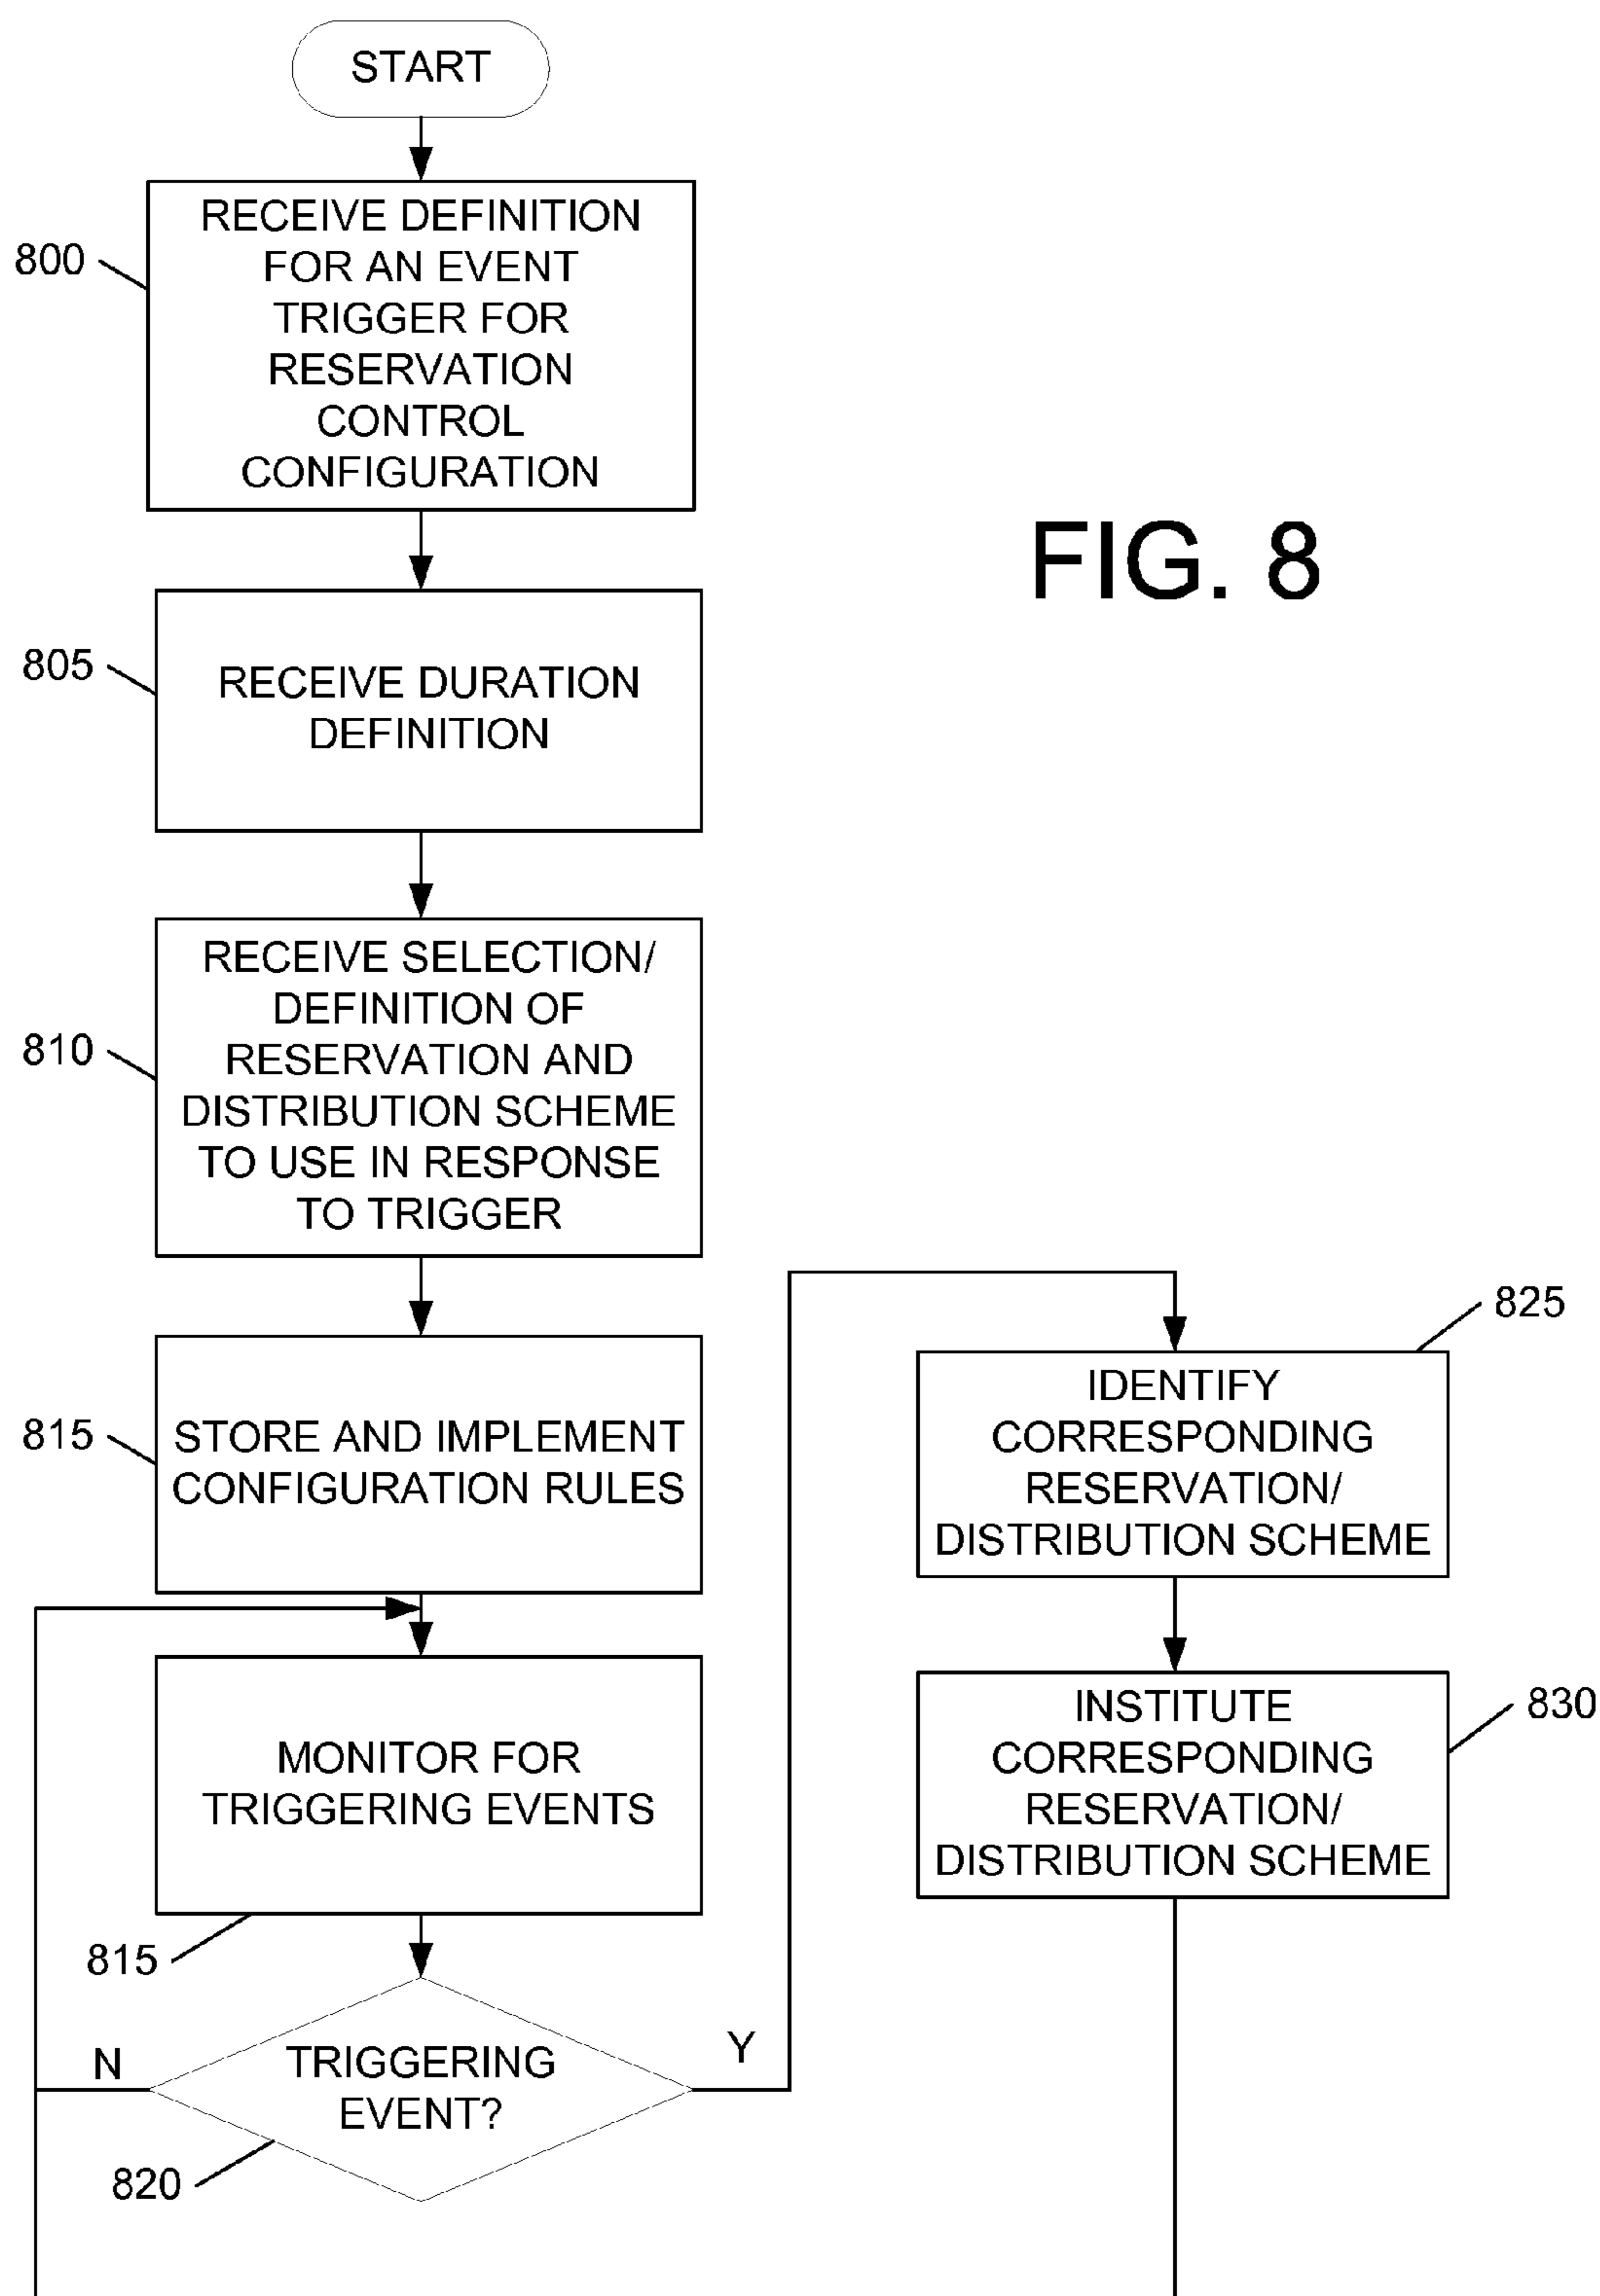 START
800
RECEIVE DEFINITION
FOR AN EVENT
TRIGGER FOR
RESERVATION
CONTROL
CONFIGURATION
FIG. 8
805
RECEIVE DURATION
DEFINITION
810
RECEIVE SELECTION/
DEFINITION OF
RESERVATION AND
DISTRIBUTION SCHEME
TO USE IN RESPONSE
TO TRIGGER
815
STORE AND IMPLEMENT
CONFIGURATION RULES
MONITOR FOR
TRIGGERING EVENTS
815
N
TRIGGERING
EVENT?
Y
820
825
IDENTIFY
CORRESPONDING
RESERVATION/
DISTRIBUTION SCHEME
830
INSTITUTE
CORRESPONDING
RESERVATION/
DISTRIBUTION SCHEME